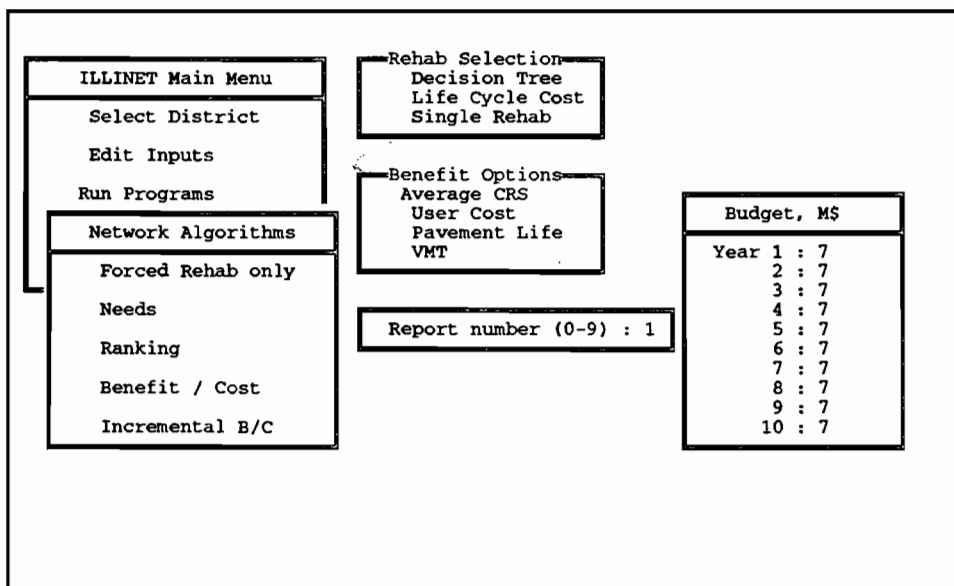 ILLINET Main Menu
Select District
Edit Inputs
Run Programs
Network Algorithms
Forced Rehab only
Needs
Ranking
Benefit / Cost
Incremental B/C
Rehab Selection
Decision Tree
Life Cycle Cost
Single Rehab
Benefit Options
Average CRS
User Cost
Pavement Life
VMT
Report number (0-9) : 1
Budget, M$
Year 1 : 7
2 : 7
3 : 7
4 : 7
5 : 7
6 : 7
7 : 7
8 : 7
9 : 7
10 : 7